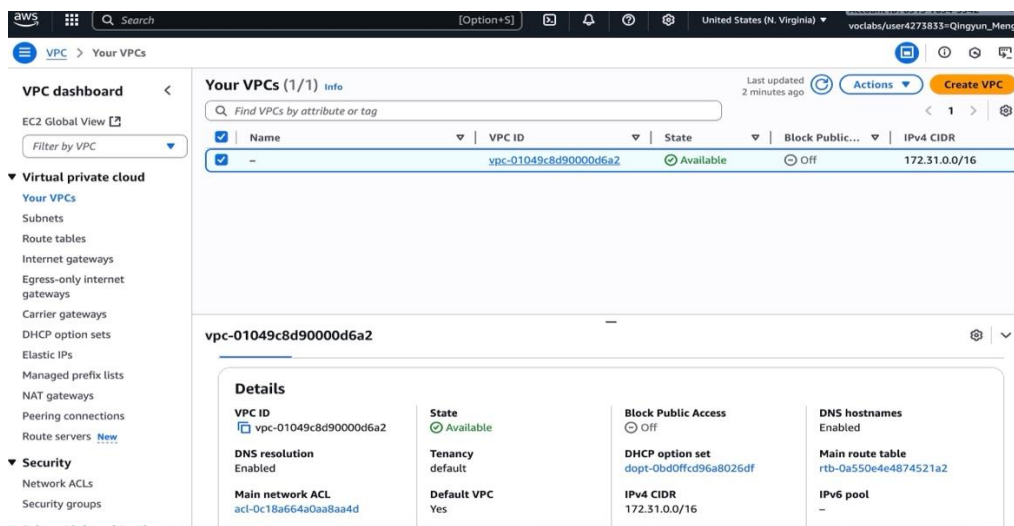 aws Search [Option+S] United States (N. Virginia)
voclabs/user4273833=Qingyun_Meng
VPC > Your VPCs
VPC dashboard
EC2 Global View
Filter by VPC
Virtual private cloud
Your VPCs
Subnets
Route tables
Internet gateways
Egress-only internet
gateways
Carrier gateways
DHCP option sets
Elastic IPs
Managed prefix lists
NAT gateways
Peering connections
Route servers New
Security
Network ACLs
Security groups
Your VPCs (1/1) Info
Last updated
2 minutes ago
Actions
Create VPC
Find VPCs by attribute or tag
1
Name VPC ID State Block Public... IPv4 CIDR
– vpc-01049c8d90000d6a2 Available Off 172.31.0.0/16
vpc-01049c8d90000d6a2
Details
VPC ID State Block Public Access DNS hostnames
vpc-01049c8d90000d6a2 Available Off Enabled
DNS resolution Tenancy DHCP option set Main route table
Enabled default dopt-0bd0ffcd96a8026df rtb-0a550e4e4874521a2
Main network ACL Default VPC IPv4 CIDR IPv6 pool
acl-0c18a664a0aa8aa4d Yes 172.31.0.0/16 –